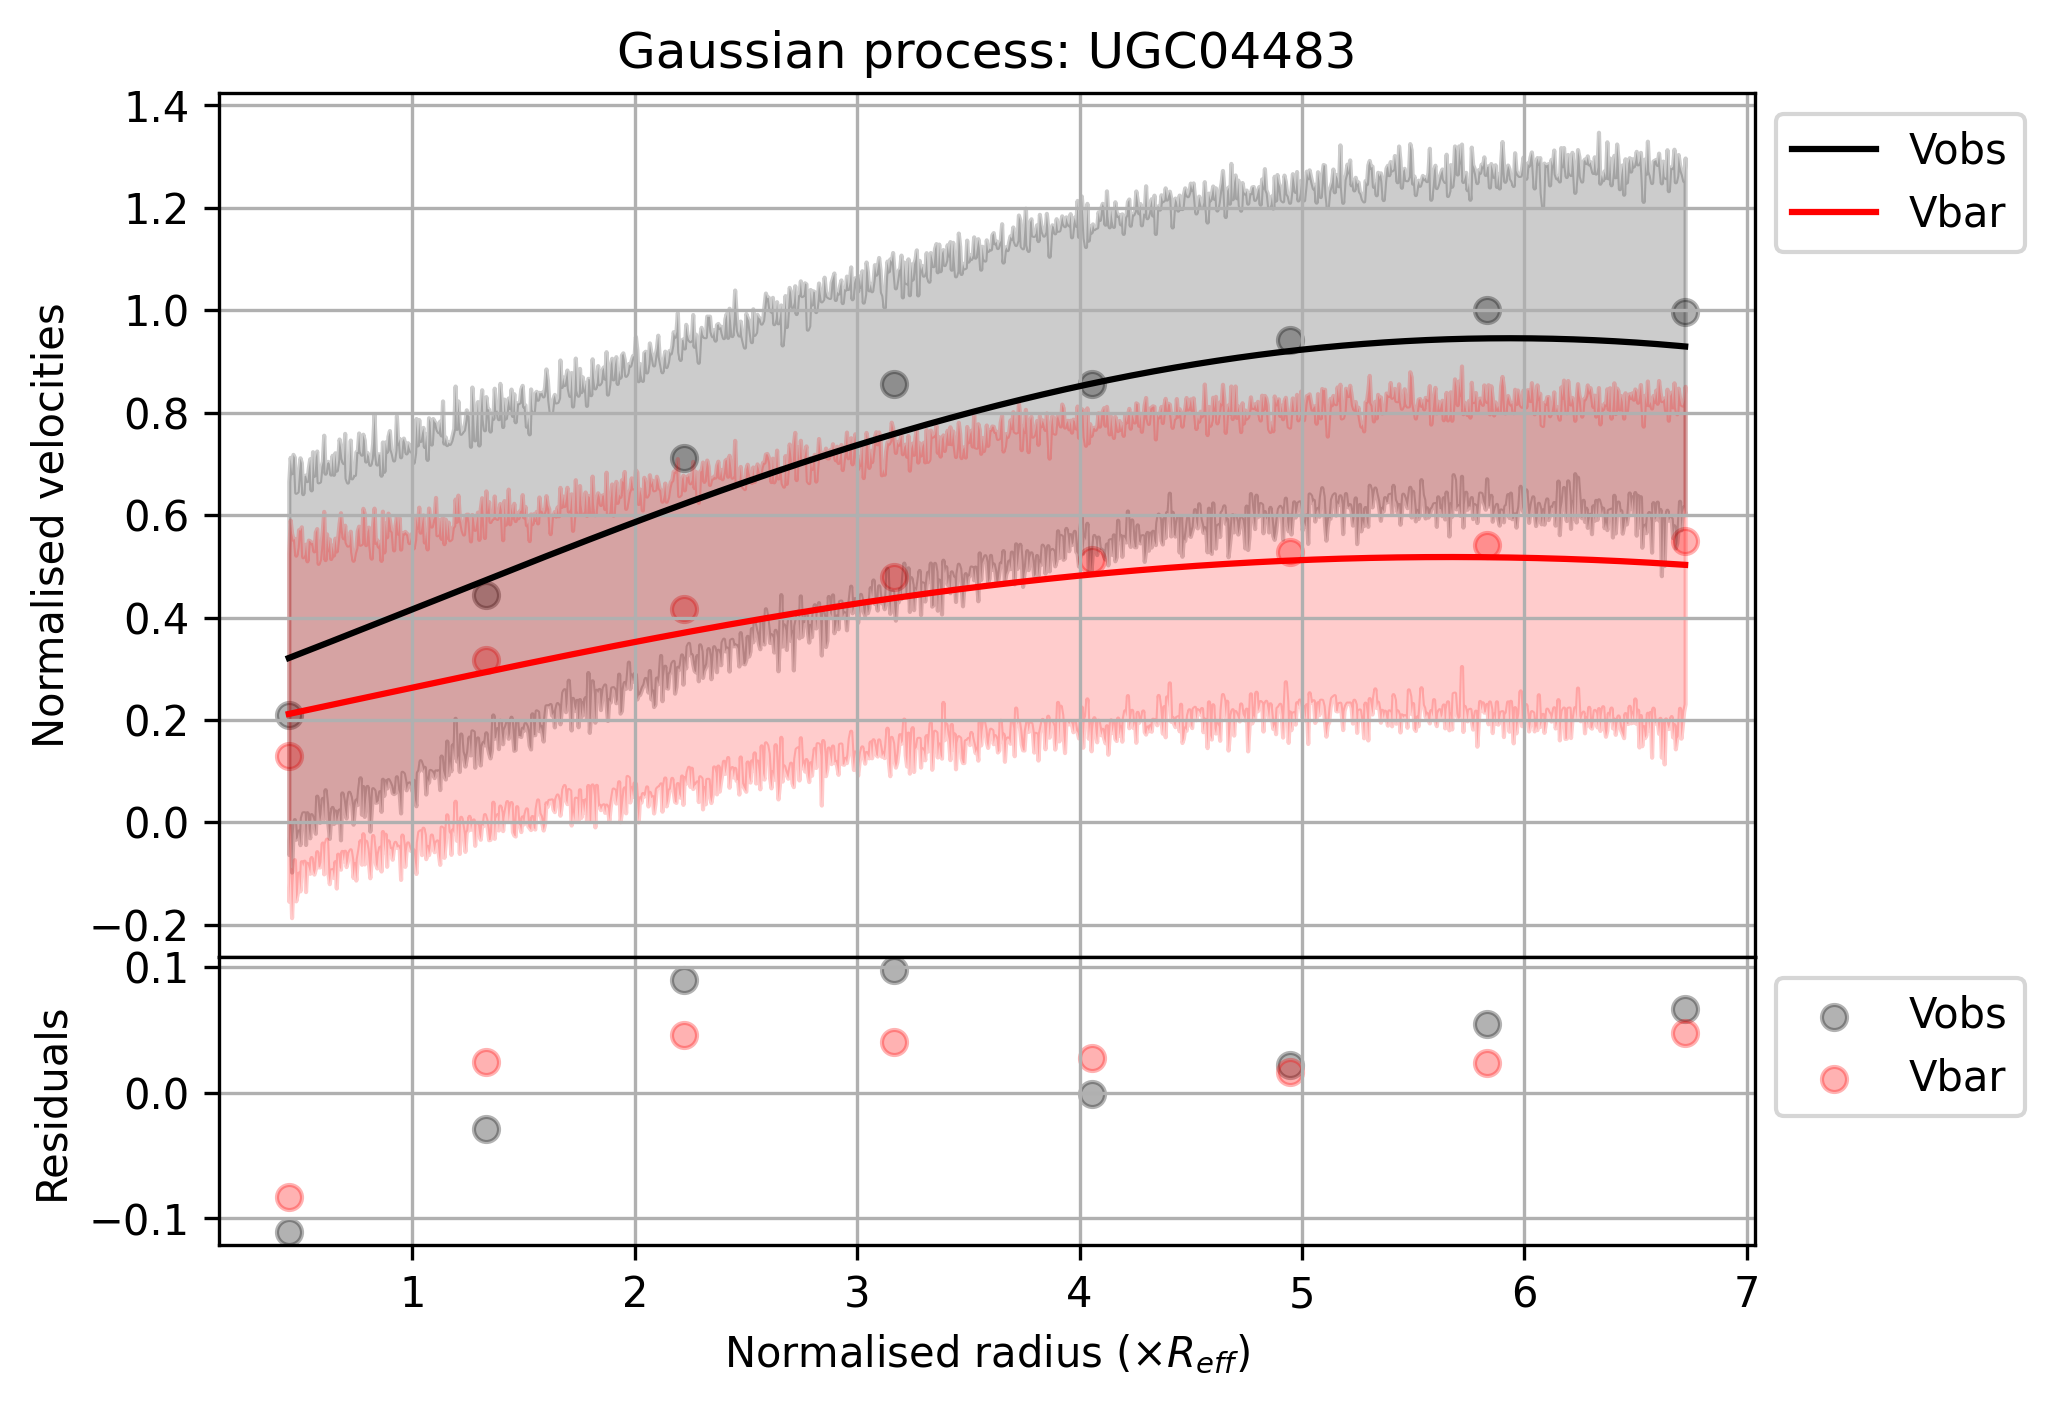 Gaussian process: UGC04483
1.4
1.2
1.0
0.8
0.6
0.4
0.2
0.0
−0.2
Normalised velocities
Vobs
Vbar
0.1
0.0
−0.1
Residuals
Vobs
Vbar
1 2 3 4 5 6 7
Normalised radius (×R_eff)